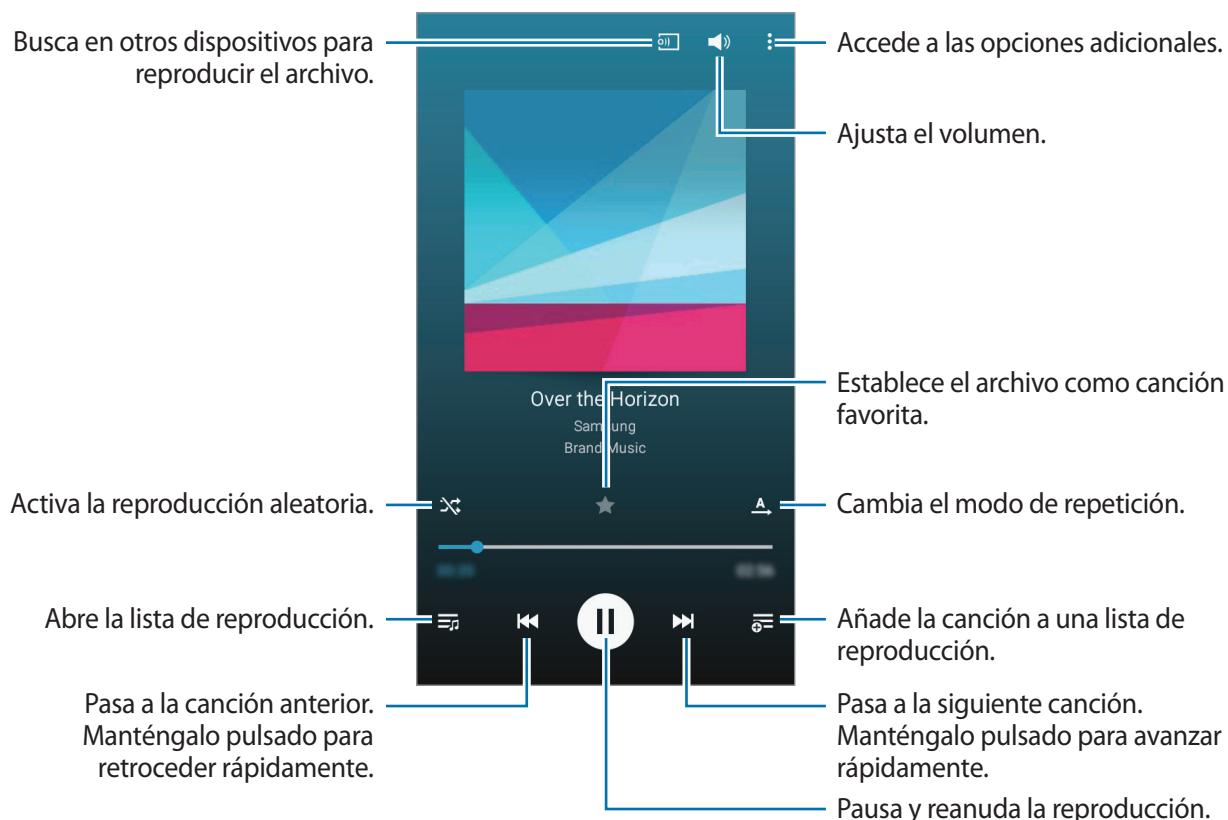 Busca en otros dispositivos para
reproducir el archivo.
Accede a las opciones adicionales.
Ajusta el volumen.
Over the Horizon
Samsung
Brand Music
Establece el archivo como canción
favorita.
Activa la reproducción aleatoria.
A
Cambia el modo de repetición.
02:56
Abre la lista de reproducción.
Añade la canción a una lista de
reproducción.
Pasa a la canción anterior.
Manténgalo pulsado para
retroceder rápidamente.
Pasa a la siguiente canción.
Manténgalo pulsado para avanzar
rápidamente.
Pausa y reanuda la reproducción.